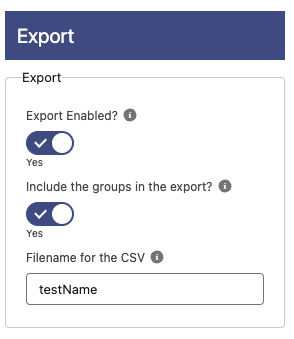 Export
Export
Export Enabled?
Yes
Include the groups in the export?
Yes
Filename for the CSV
testName